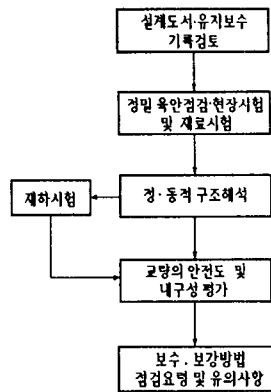 설계도서·유지보수
기록검토
정밀 육안점검·현장시험
및 재료시험
재하시험
정·동적 구조해석
교량의 안전도 및
내구성 평가
보수.보강방법
점검요령 및 유의사항